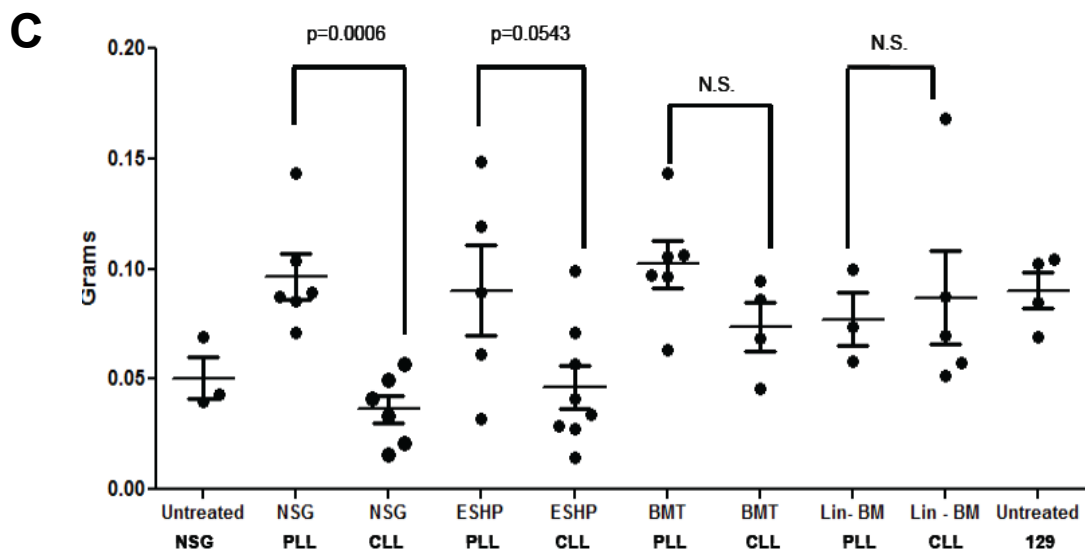 C
p=0.0006 p=0.0543 N.S. N.S.
0.20
0.15
0.10
0.05
0.00
Grams
Untreated NSG NSG ESHP ESHP BMT BMT Lin- BM Lin - BM Untreated
NSG PLL CLL PLL CLL PLL CLL PLL CLL 129